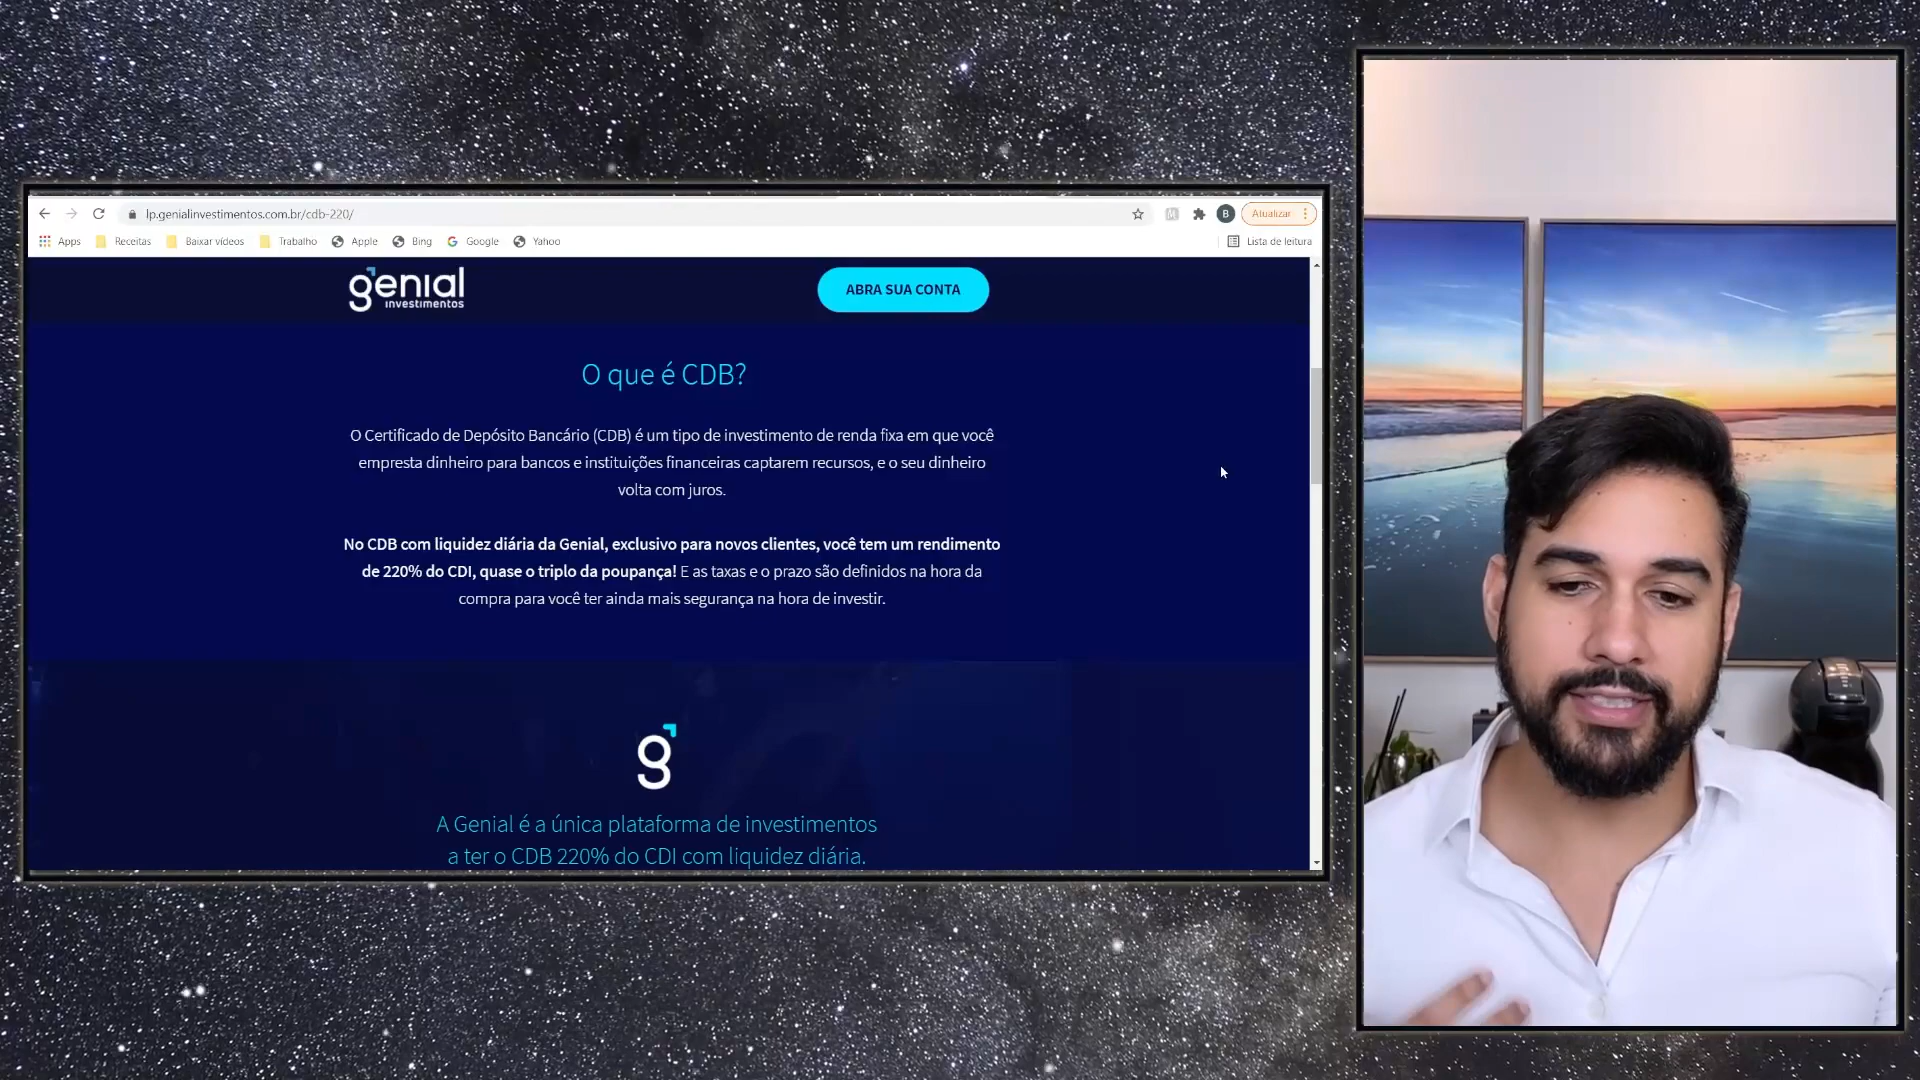 lp.genialinvestimentos.com.br/cdb-220/
B
Atualizar
Apps
Receitas
Baixar vídeos
Trabalho
Apple
Bing
Google
Yahoo
Lista de leitura
genial
investimentos
ABRA SUA CONTA
O que é CDB?
O Certificado de Depósito Bancário (CDB) é um tipo de investimento de renda fixa em que você
empresta dinheiro para bancos e instituições financeiras captarem recursos, e o seu dinheiro
volta com juros.
No CDB com liquidez diária da Genial, exclusivo para novos clientes, você tem um rendimento
de 220% do CDI, quase o triplo da poupança! E as taxas e o prazo são definidos na hora da
compra para você ter ainda mais segurança na hora de investir.
g
A Genial é a única plataforma de investimentos
a ter o CDB 220% do CDI com liquidez diária.